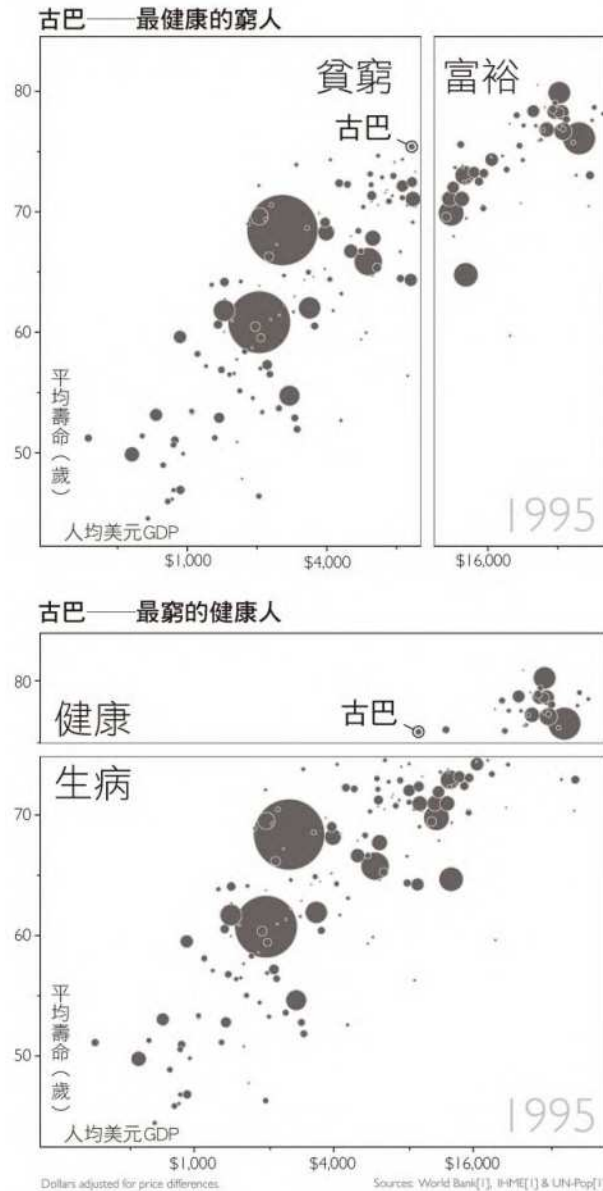 古巴——最健康的窮人
貧窮
富裕
古巴
80
70
60
50
平均壽命（歲）
人均美元GDP
1995
$1,000
$4,000
$16,000
古巴——最窮的健康人
健康
古巴
80
生病
70
60
50
平均壽命（歲）
人均美元GDP
1995
$1,000
$4,000
$16,000
Dollars adjusted for price differences.
Sources: World Bank[1], IHME[1] & UN-Pop[1